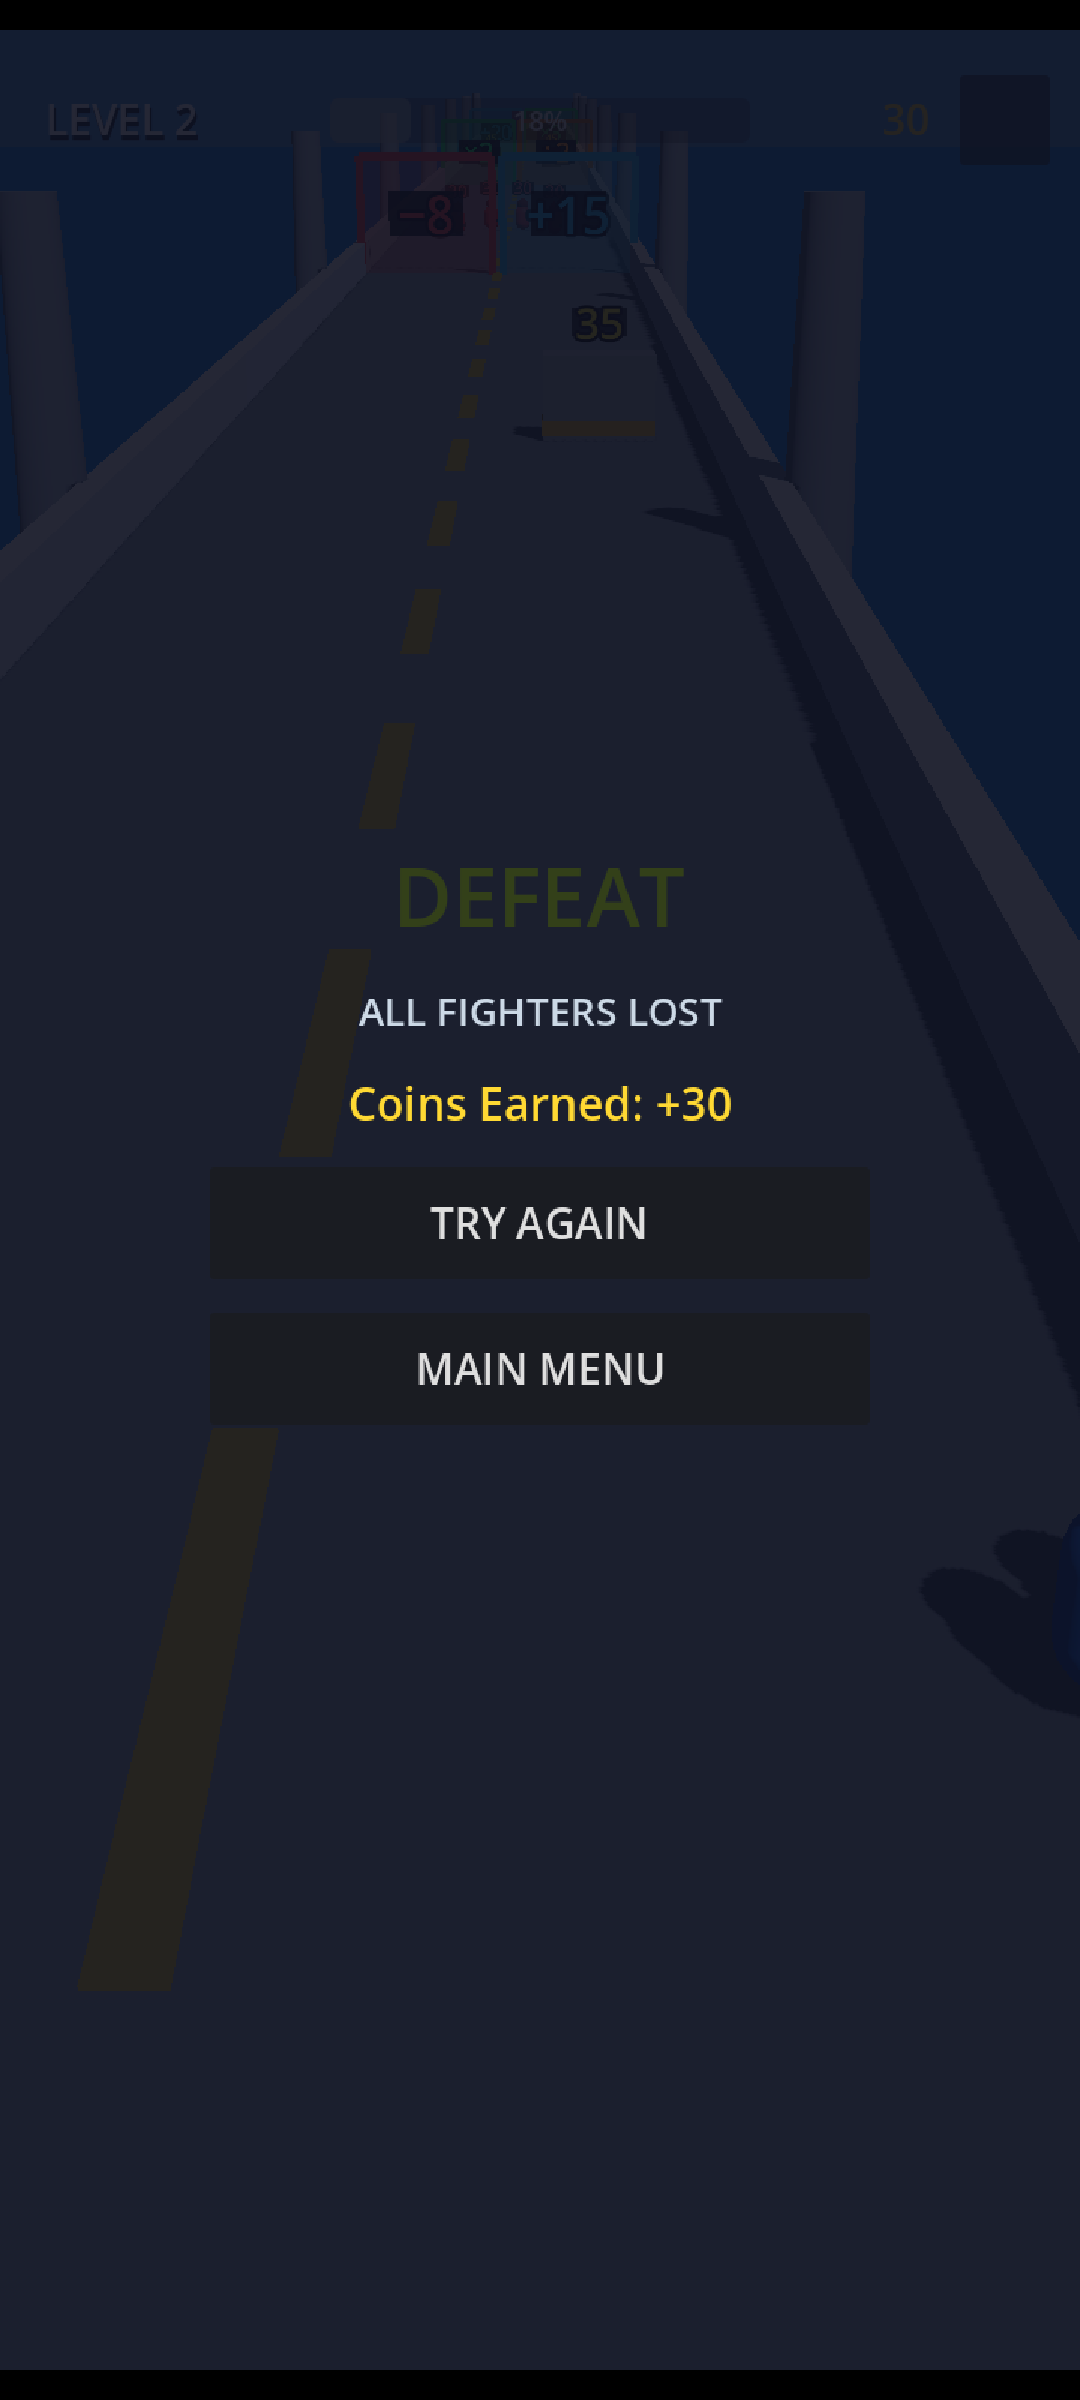 LEVEL 2
18%
30
−8
+15
35
DEFEAT
ALL FIGHTERS LOST
Coins Earned: +30
TRY AGAIN
MAIN MENU